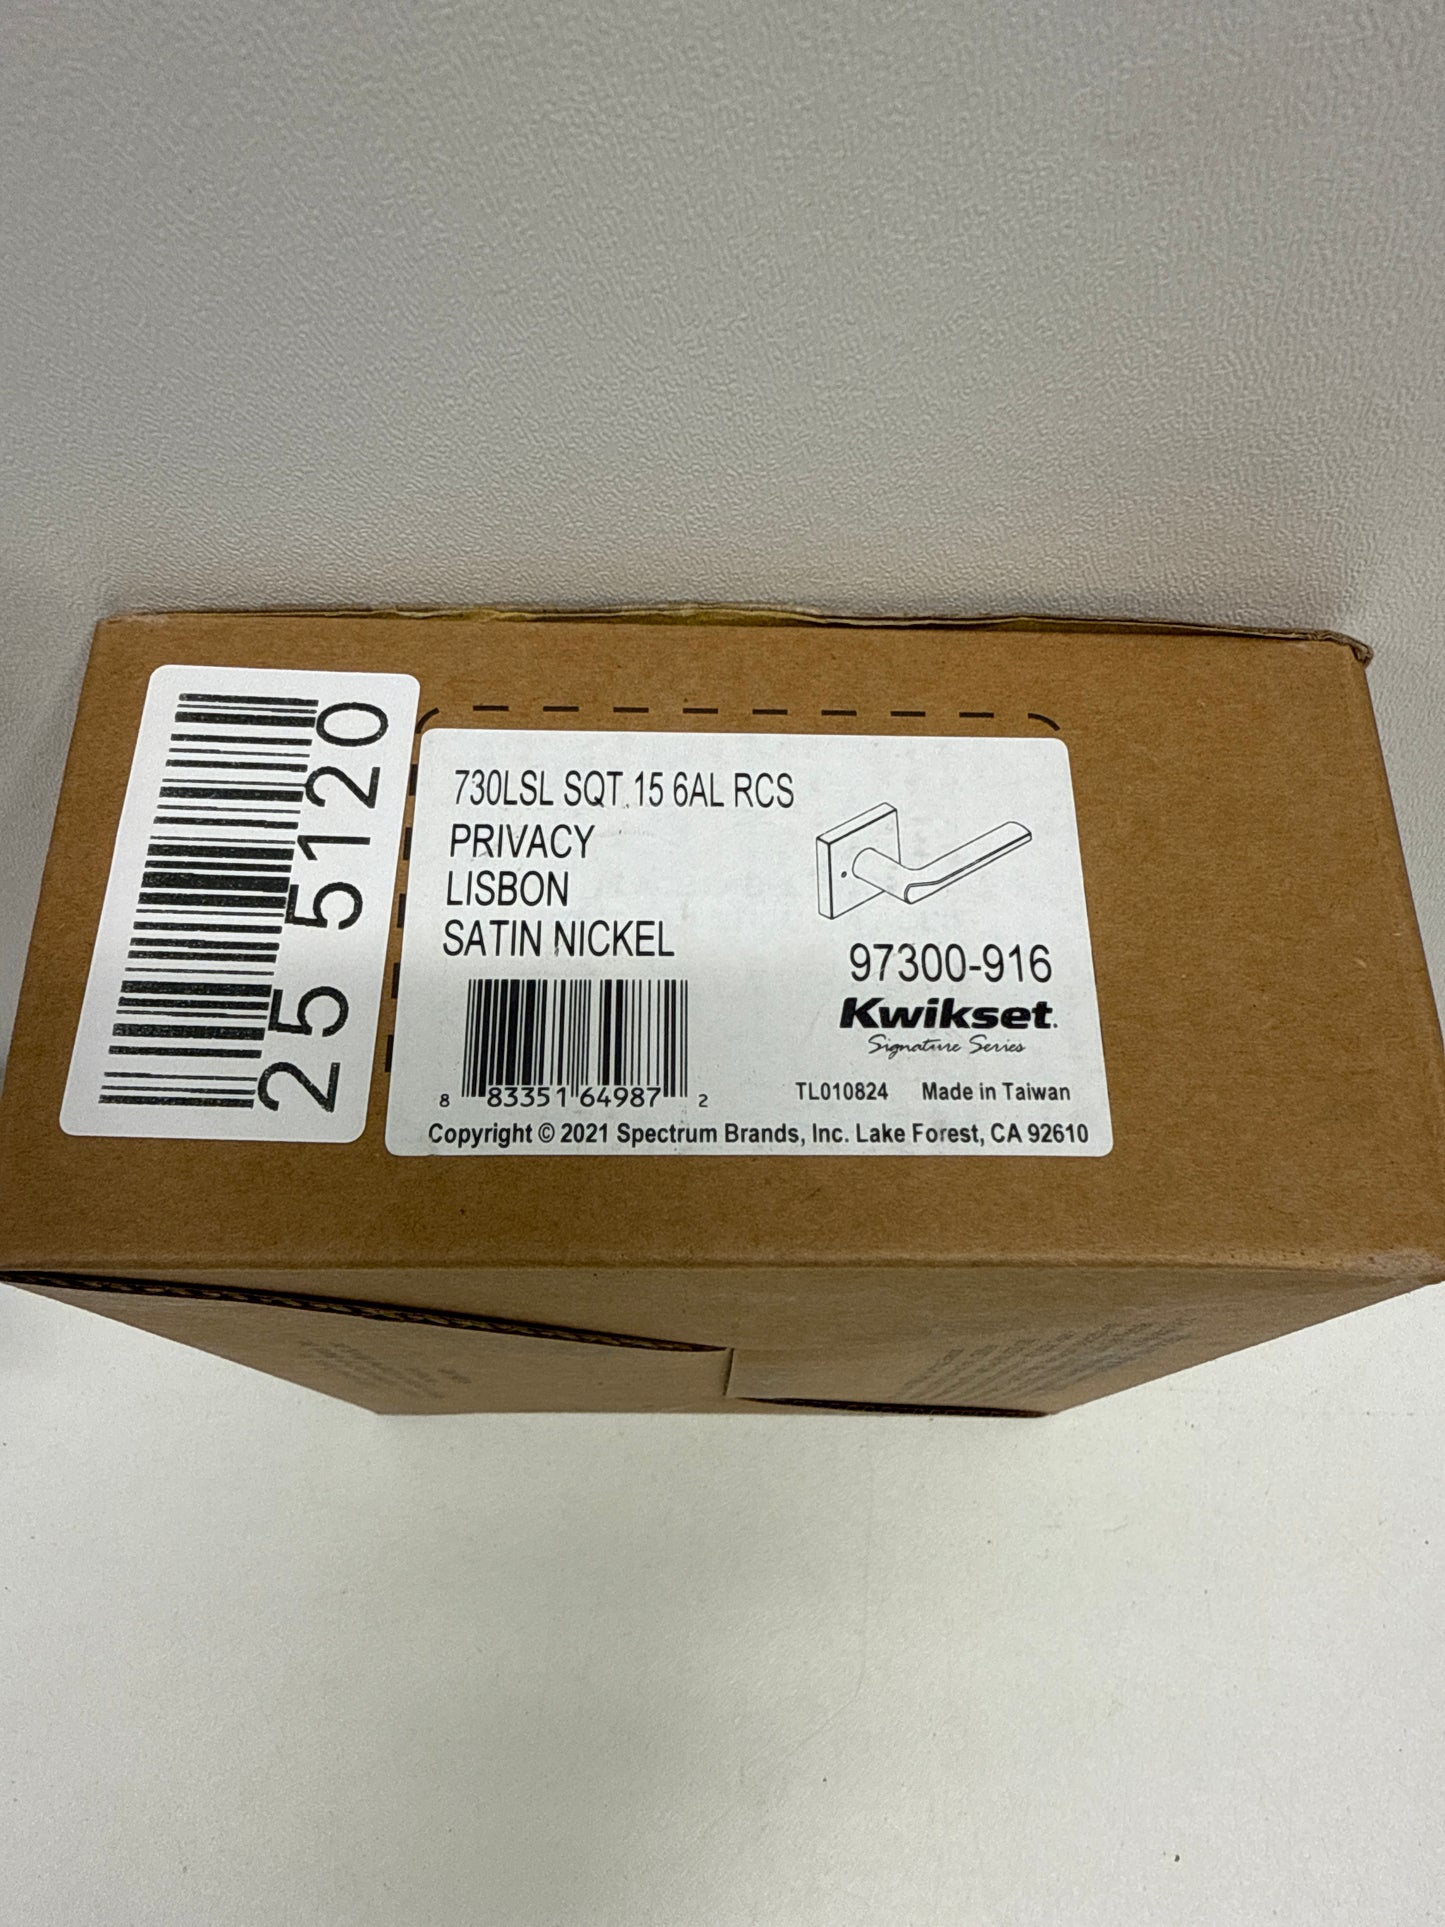 25 5120
730LSL SQT 15 6AL RCS
PRIVACY
LISBON
SATIN NICKEL
97300-916
Kwikset
Signature Series
8 83351 64987 2
TL010824 Made in Taiwan
Copyright © 2021 Spectrum Brands, Inc. Lake Forest, CA 92610